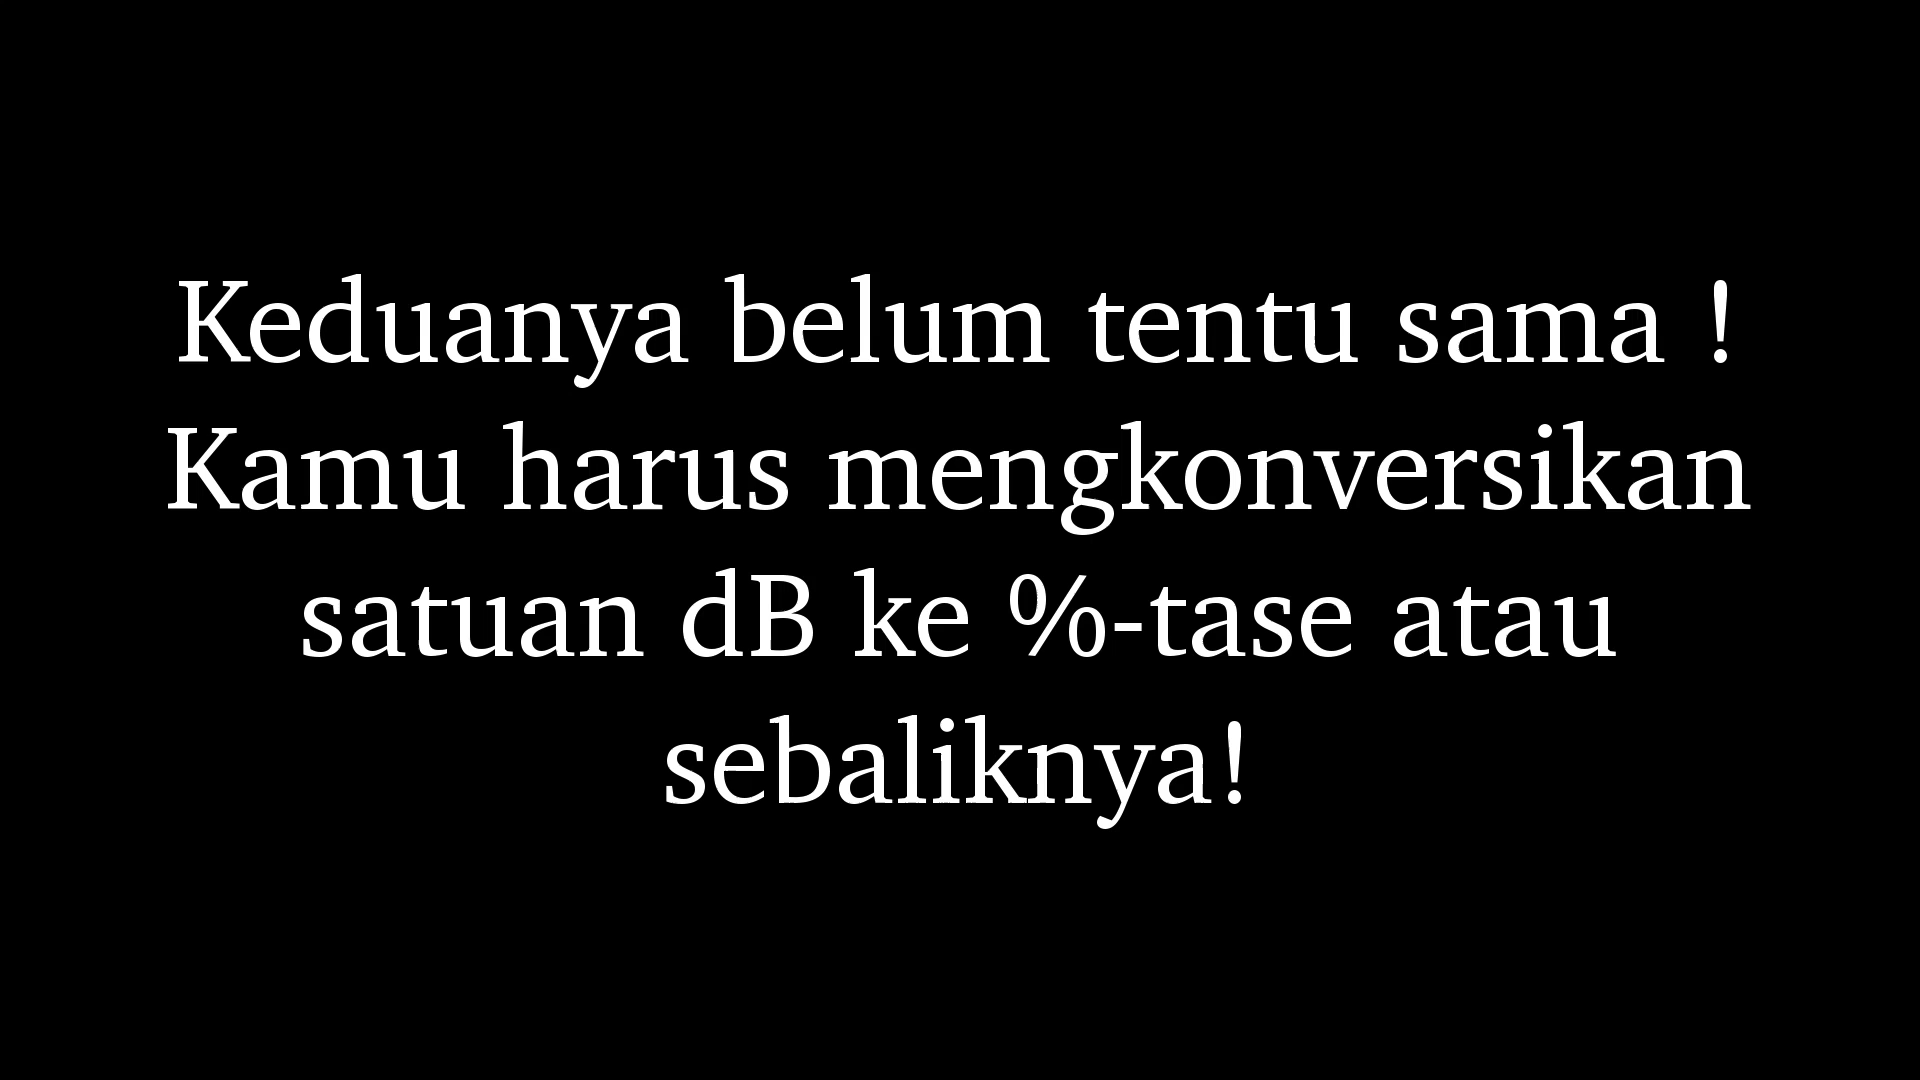 Keduanya belum tentu sama !
Kamu harus mengkonversikan
satuan dB ke %-tase atau
sebaliknya!